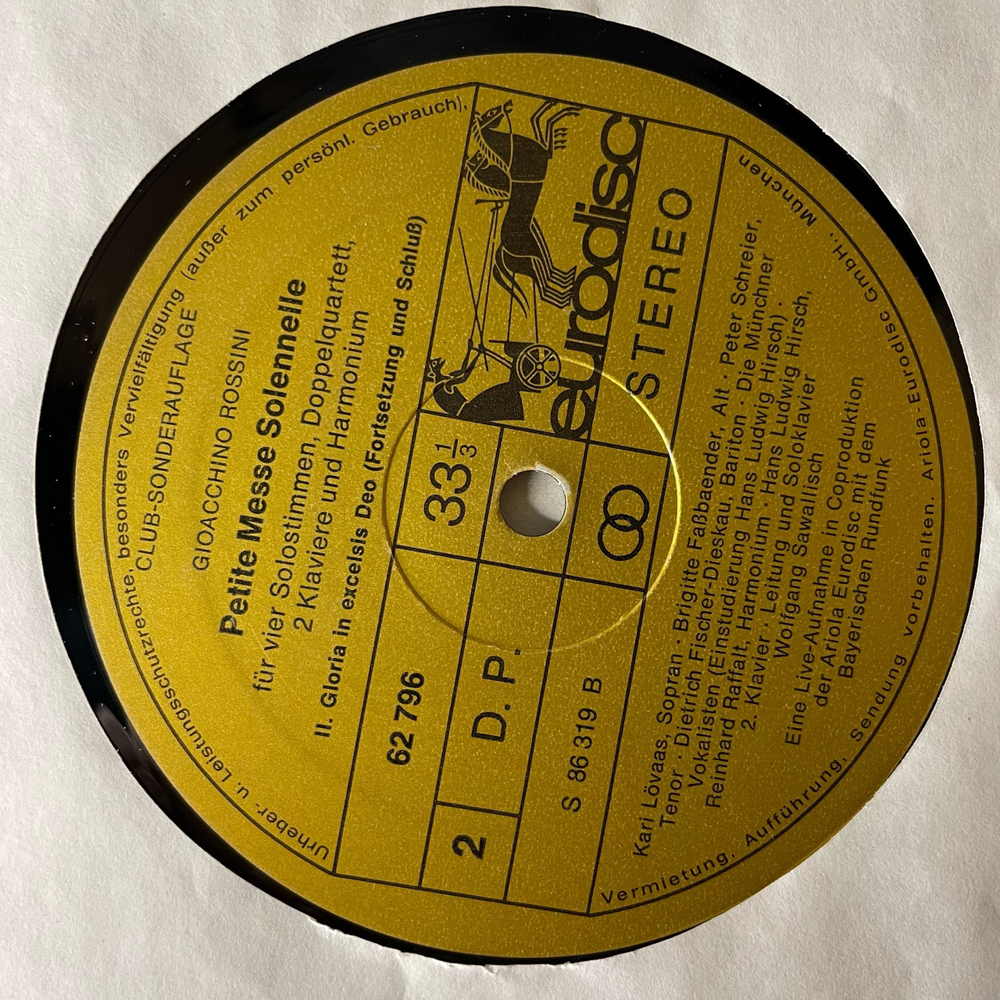 Urheber- u. Leistungsschutzrechte, besonders Vervielfältigung (außer zum persönl. Gebrauch),
CLUB-SONDERAUFLAGE
GIOACCHINO ROSSINI
Petite Messe Solennelle
für vier Solostimmen, Doppelquartett,
2 Klaviere und Harmonium
II. Gloria in excelsis Deo (Fortsetzung und Schluß)
62 796
33 1/3
2
D. P.
eurodisc
S 86 319 B
STEREO
Kari Lövaas, Sopran · Brigitte Faßbaender, Alt · Peter Schreier,
Tenor · Dietrich Fischer-Dieskau, Bariton · Die Münchner
Vokalisten (Einstudierung Hans Ludwig Hirsch) ·
Reinhard Raffalt, Harmonium · Hans Ludwig Hirsch,
2. Klavier · Leitung und Soloklavier
Wolfgang Sawallisch
Eine Live-Aufnahme in Coproduktion
der Ariola Eurodisc mit dem
Bayerischen Rundfunk
Vermietung, Aufführung, Sendung vorbehalten. Ariola-Eurodisc GmbH., München